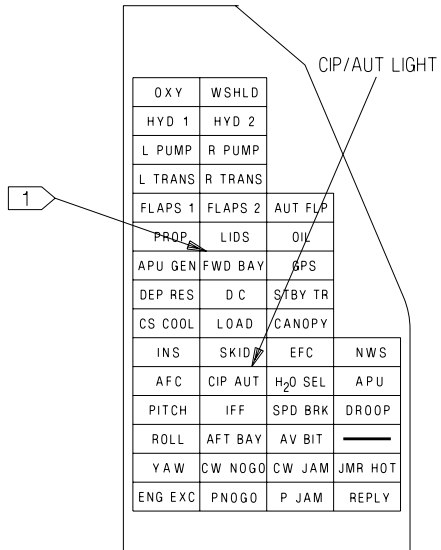 CIP/AUT LIGHT
OXY WSHLD
HYD 1 HYD 2
L PUMP R PUMP
L TRANS R TRANS
1
FLAPS 1 FLAPS 2 AUT FLP
PROP LIDS OIL
APU GEN FWD BAY GPS
DEP RES DC STBY TR
CS COOL LOAD CANOPY
INS SKID EFC NWS
AFC CIP AUT H₂O SEL APU
PITCH IFF SPD BRK DROOP
ROLL AFT BAY AV BIT
YAW CW NOGO CW JAM JMR HOT
ENG EXC PNOGO P JAM REPLY